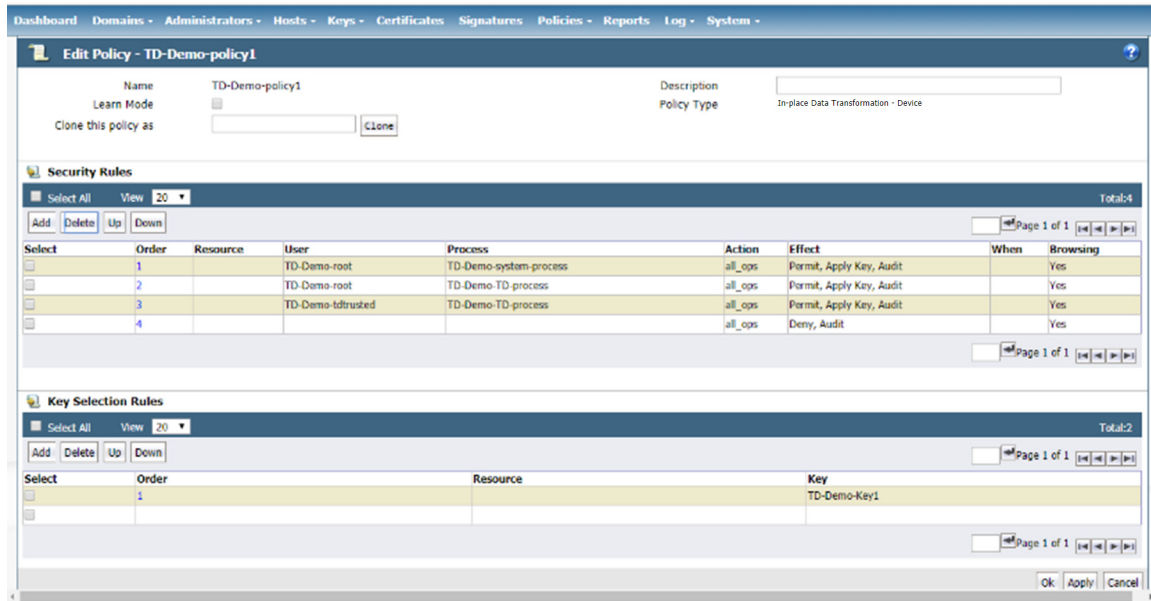 Dashboard Domains Administrators Hosts Keys Certificates Signatures Policies Reports Log System
Edit Policy - TD-Demo-policy1 ?
Name TD-Demo-policy1 Description
Learn Mode Policy Type In-place Data Transformation - Device
Clone this policy as Clone
Security Rules
Select All View 20 Total:4
Add Delete Up Down Page 1 of 1
Select Order Resource User Process Action Effect When Browsing
1 TD-Demo-root TD-Demo-system-process all_ops Permit, Apply Key, Audit Yes
2 TD-Demo-root TD-Demo-TD-process all_ops Permit, Apply Key, Audit Yes
3 TD-Demo-tdtrusted TD-Demo-TD-process all_ops Permit, Apply Key, Audit Yes
4 all_ops Deny, Audit Yes
Page 1 of 1
Key Selection Rules
Select All View 20 Total:2
Add Delete Up Down Page 1 of 1
Select Order Resource Key
1 TD-Demo-Key1
Page 1 of 1
Ok Apply Cancel